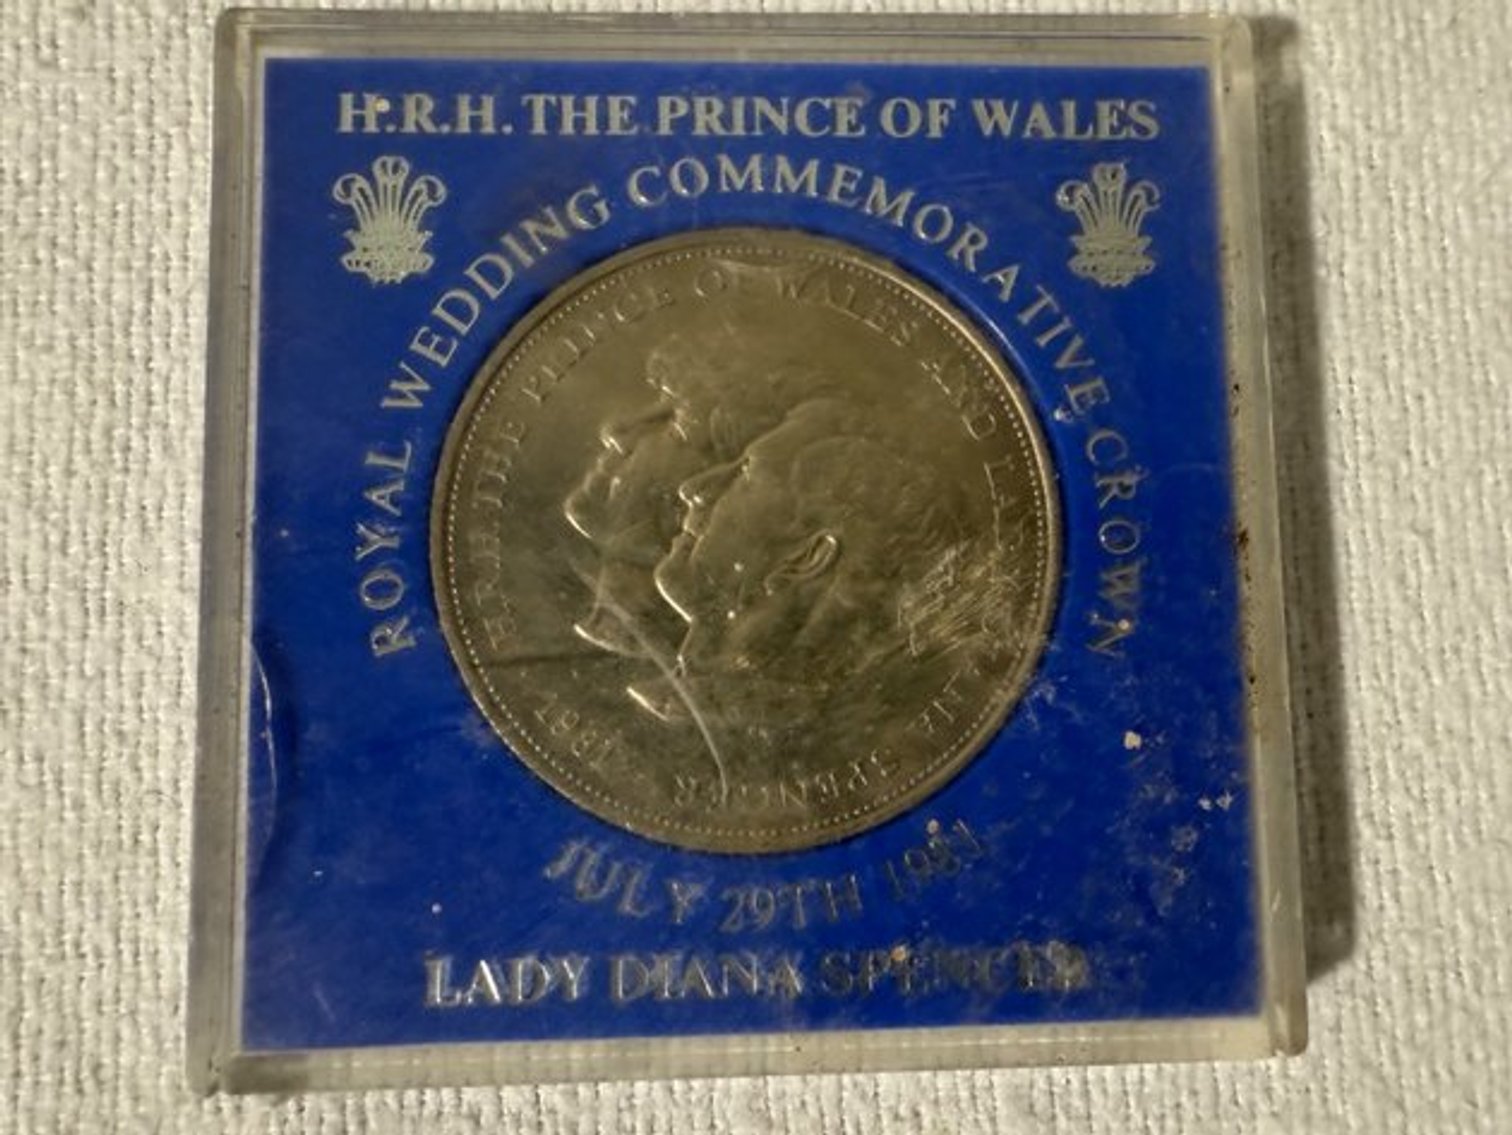 H.R.H. THE PRINCE OF WALES
ROYAL WEDDING COMMEMORATIVE CROWN
H.R.H. THE PRINCE OF WALES AND LADY DIANA SPENCER 1981
JULY 29TH 1981
LADY DIANA SPENCER